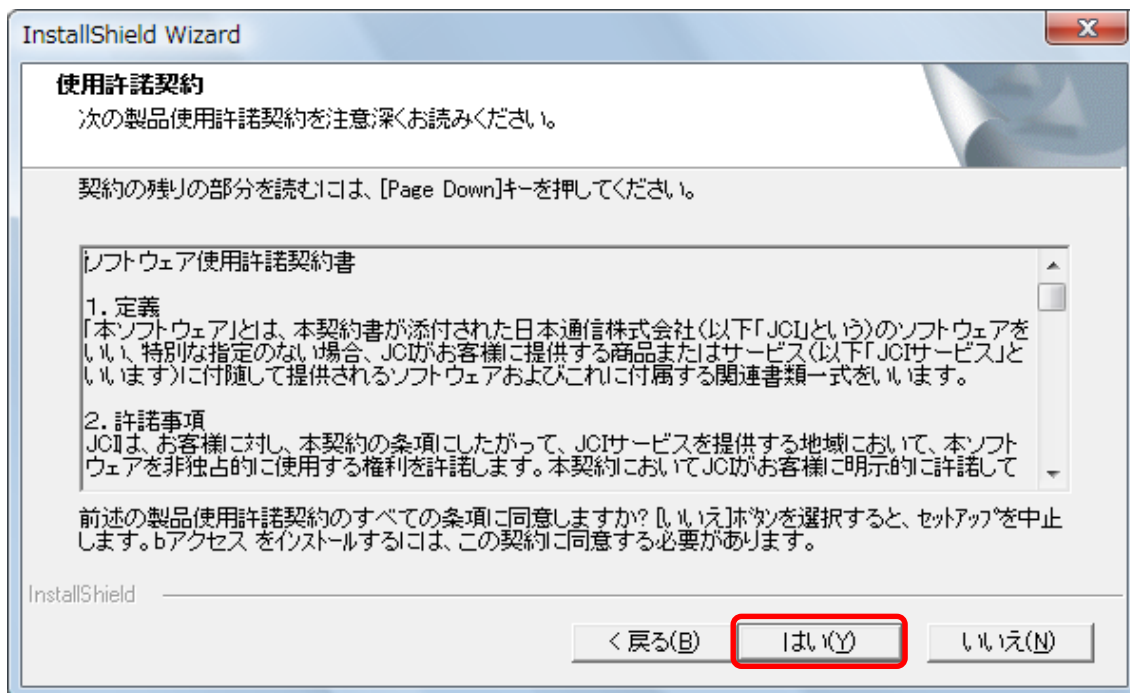 InstallShield Wizard
使用許諾契約
次の製品使用許諾契約を注意深くお読みください。
契約の残りの部分を読むには、[Page Down]キーを押してください。
ソフトウェア使用許諾契約書
1. 定義
「本ソフトウェア」とは、本契約書が添付された日本通信株式会社(以下「JCI」という)のソフトウェアを
いい、特別な指定のない場合、JCIがお客様に提供する商品またはサービス(以下「JCIサービス」と
いいます)に付随して提供されるソフトウェアおよびこれに付属する関連書類一式をいいます。
2. 許諾事項
JCIは、お客様に対し、本契約の条項にしたがって、JCIサービスを提供する地域において、本ソフト
ウェアを非独占的に使用する権利を許諾します。本契約においてJCIがお客様に明示的に許諾して
前述の製品使用許諾契約のすべての条項に同意しますか? [いいえ]ボタンを選択すると、セットアップを中止
します。bアクセス をインストールするには、この契約に同意する必要があります。
InstallShield
< 戻る(B)
はい(Y)
いいえ(N)